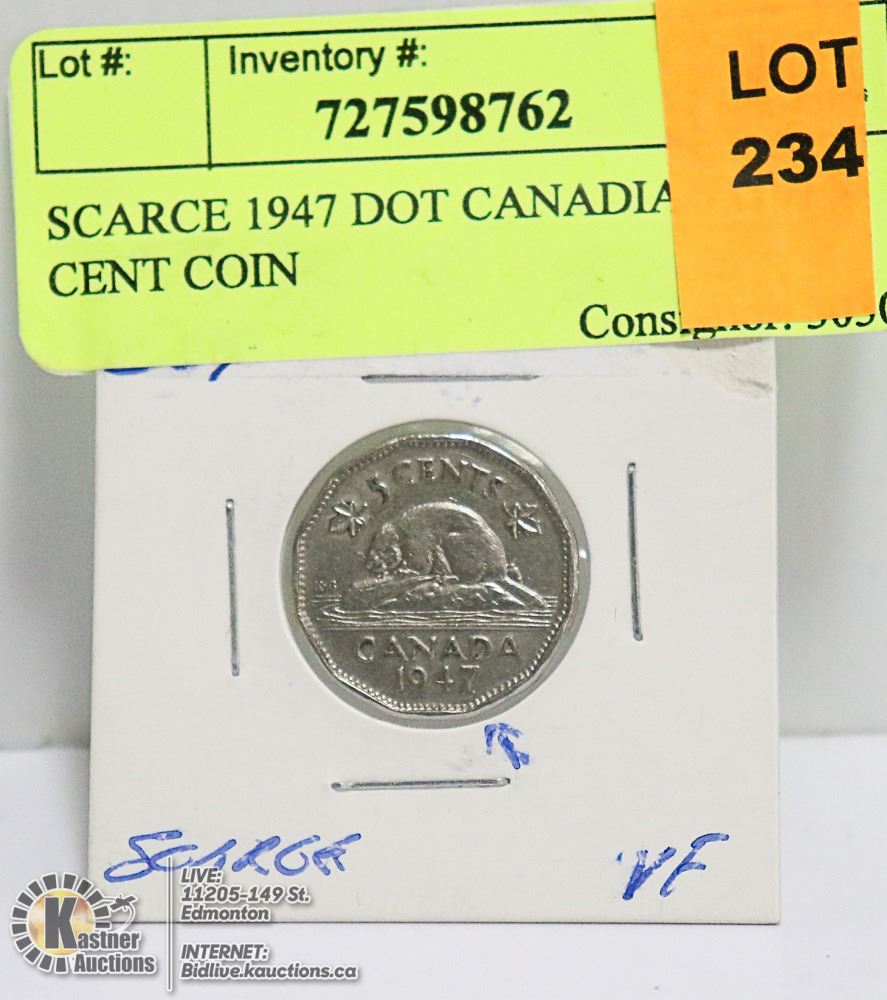 Lot #:
Inventory #:
727598762
LOT
234
SCARCE 1947 DOT CANADIA
CENT COIN
5 CENTS
CANADA
1947
SCARCE
VF
Kastner
Auctions
LIVE:
11205-149 St.
Edmonton
INTERNET:
Bidlive.kauctions.ca